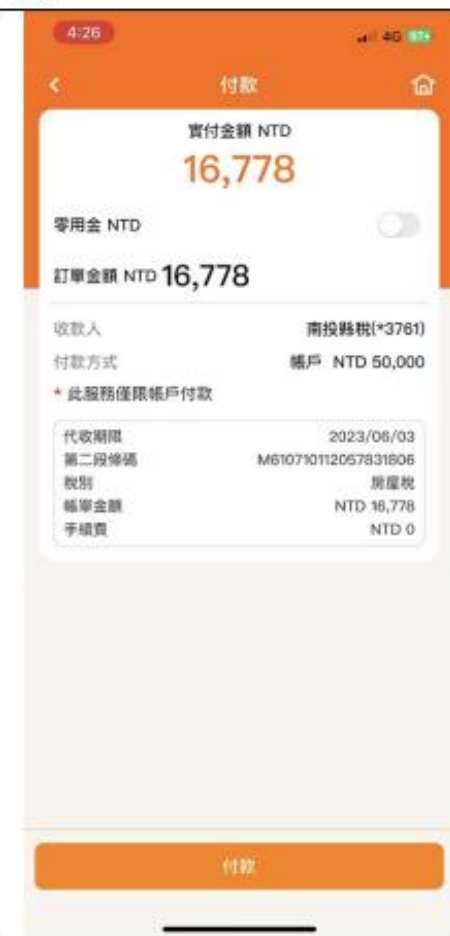 4:26
4G
付款
實付金額 NTD
16,778
零用金 NTD
訂單金額 NTD 16,778
收款人 南投縣稅(*3761)
付款方式 帳戶 NTD 50,000
* 此服務僅限帳戶付款
代收期限 2023/06/03
第二段條碼 M610710112057831806
稅別 房屋稅
帳單金額 NTD 16,778
手續費 NTD 0
付款